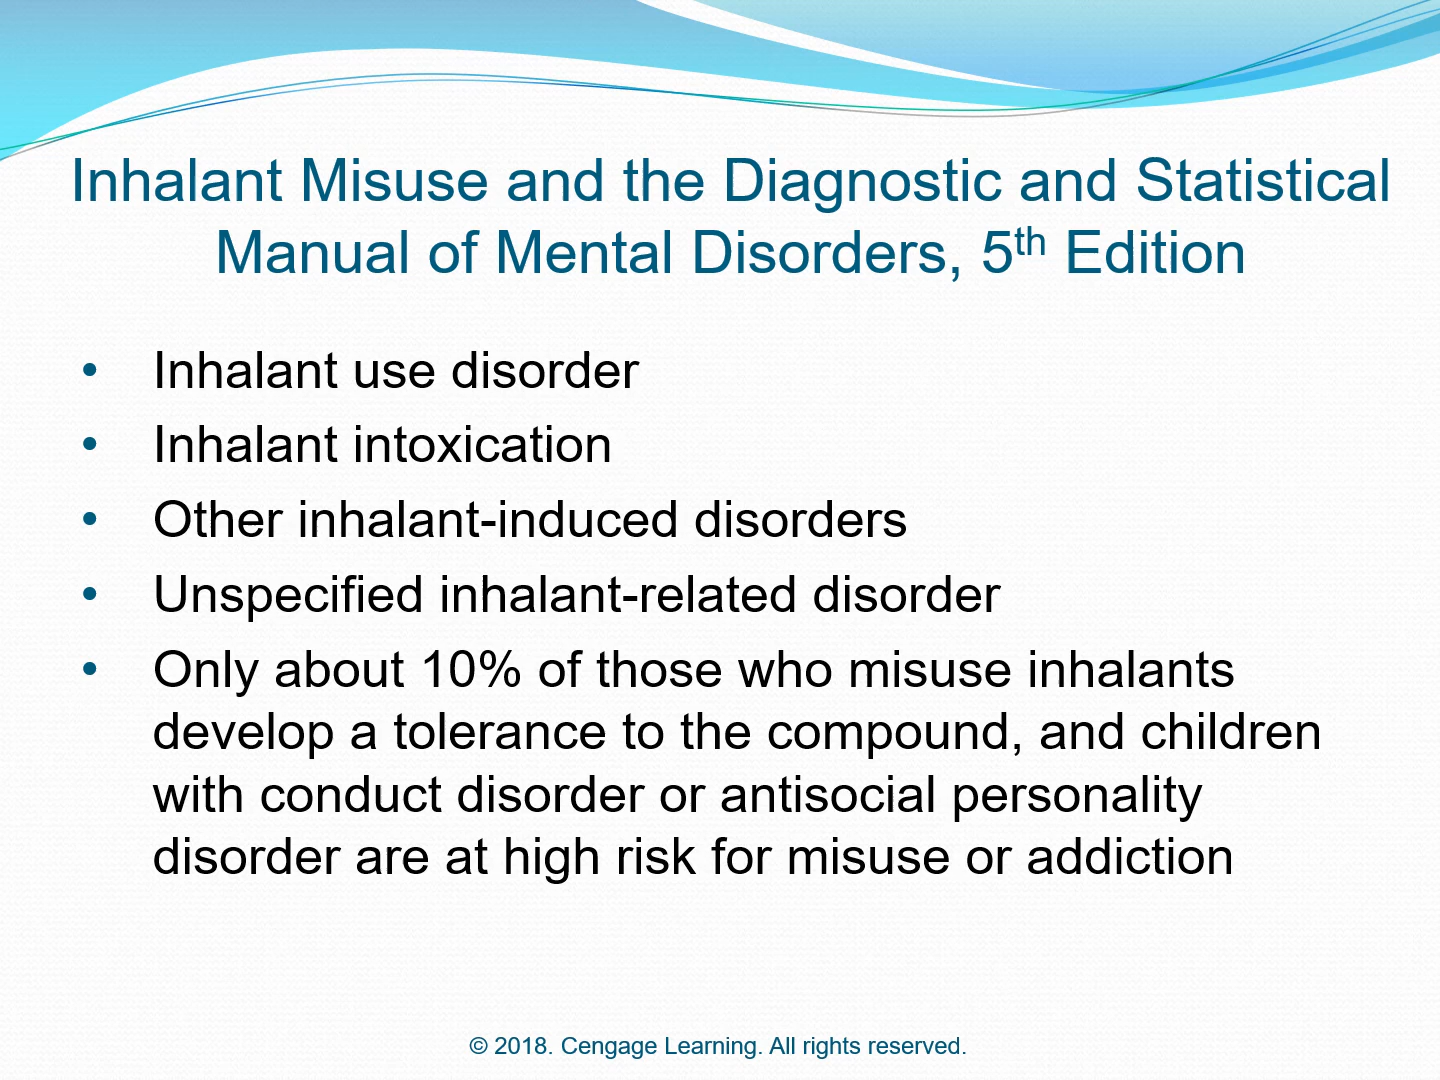 Inhalant Misuse and the Diagnostic and Statistical
Manual of Mental Disorders, 5th Edition
• Inhalant use disorder
• Inhalant intoxication
• Other inhalant-induced disorders
• Unspecified inhalant-related disorder
• Only about 10% of those who misuse inhalants
develop a tolerance to the compound, and children
with conduct disorder or antisocial personality
disorder are at high risk for misuse or addiction
© 2018. Cengage Learning. All rights reserved.